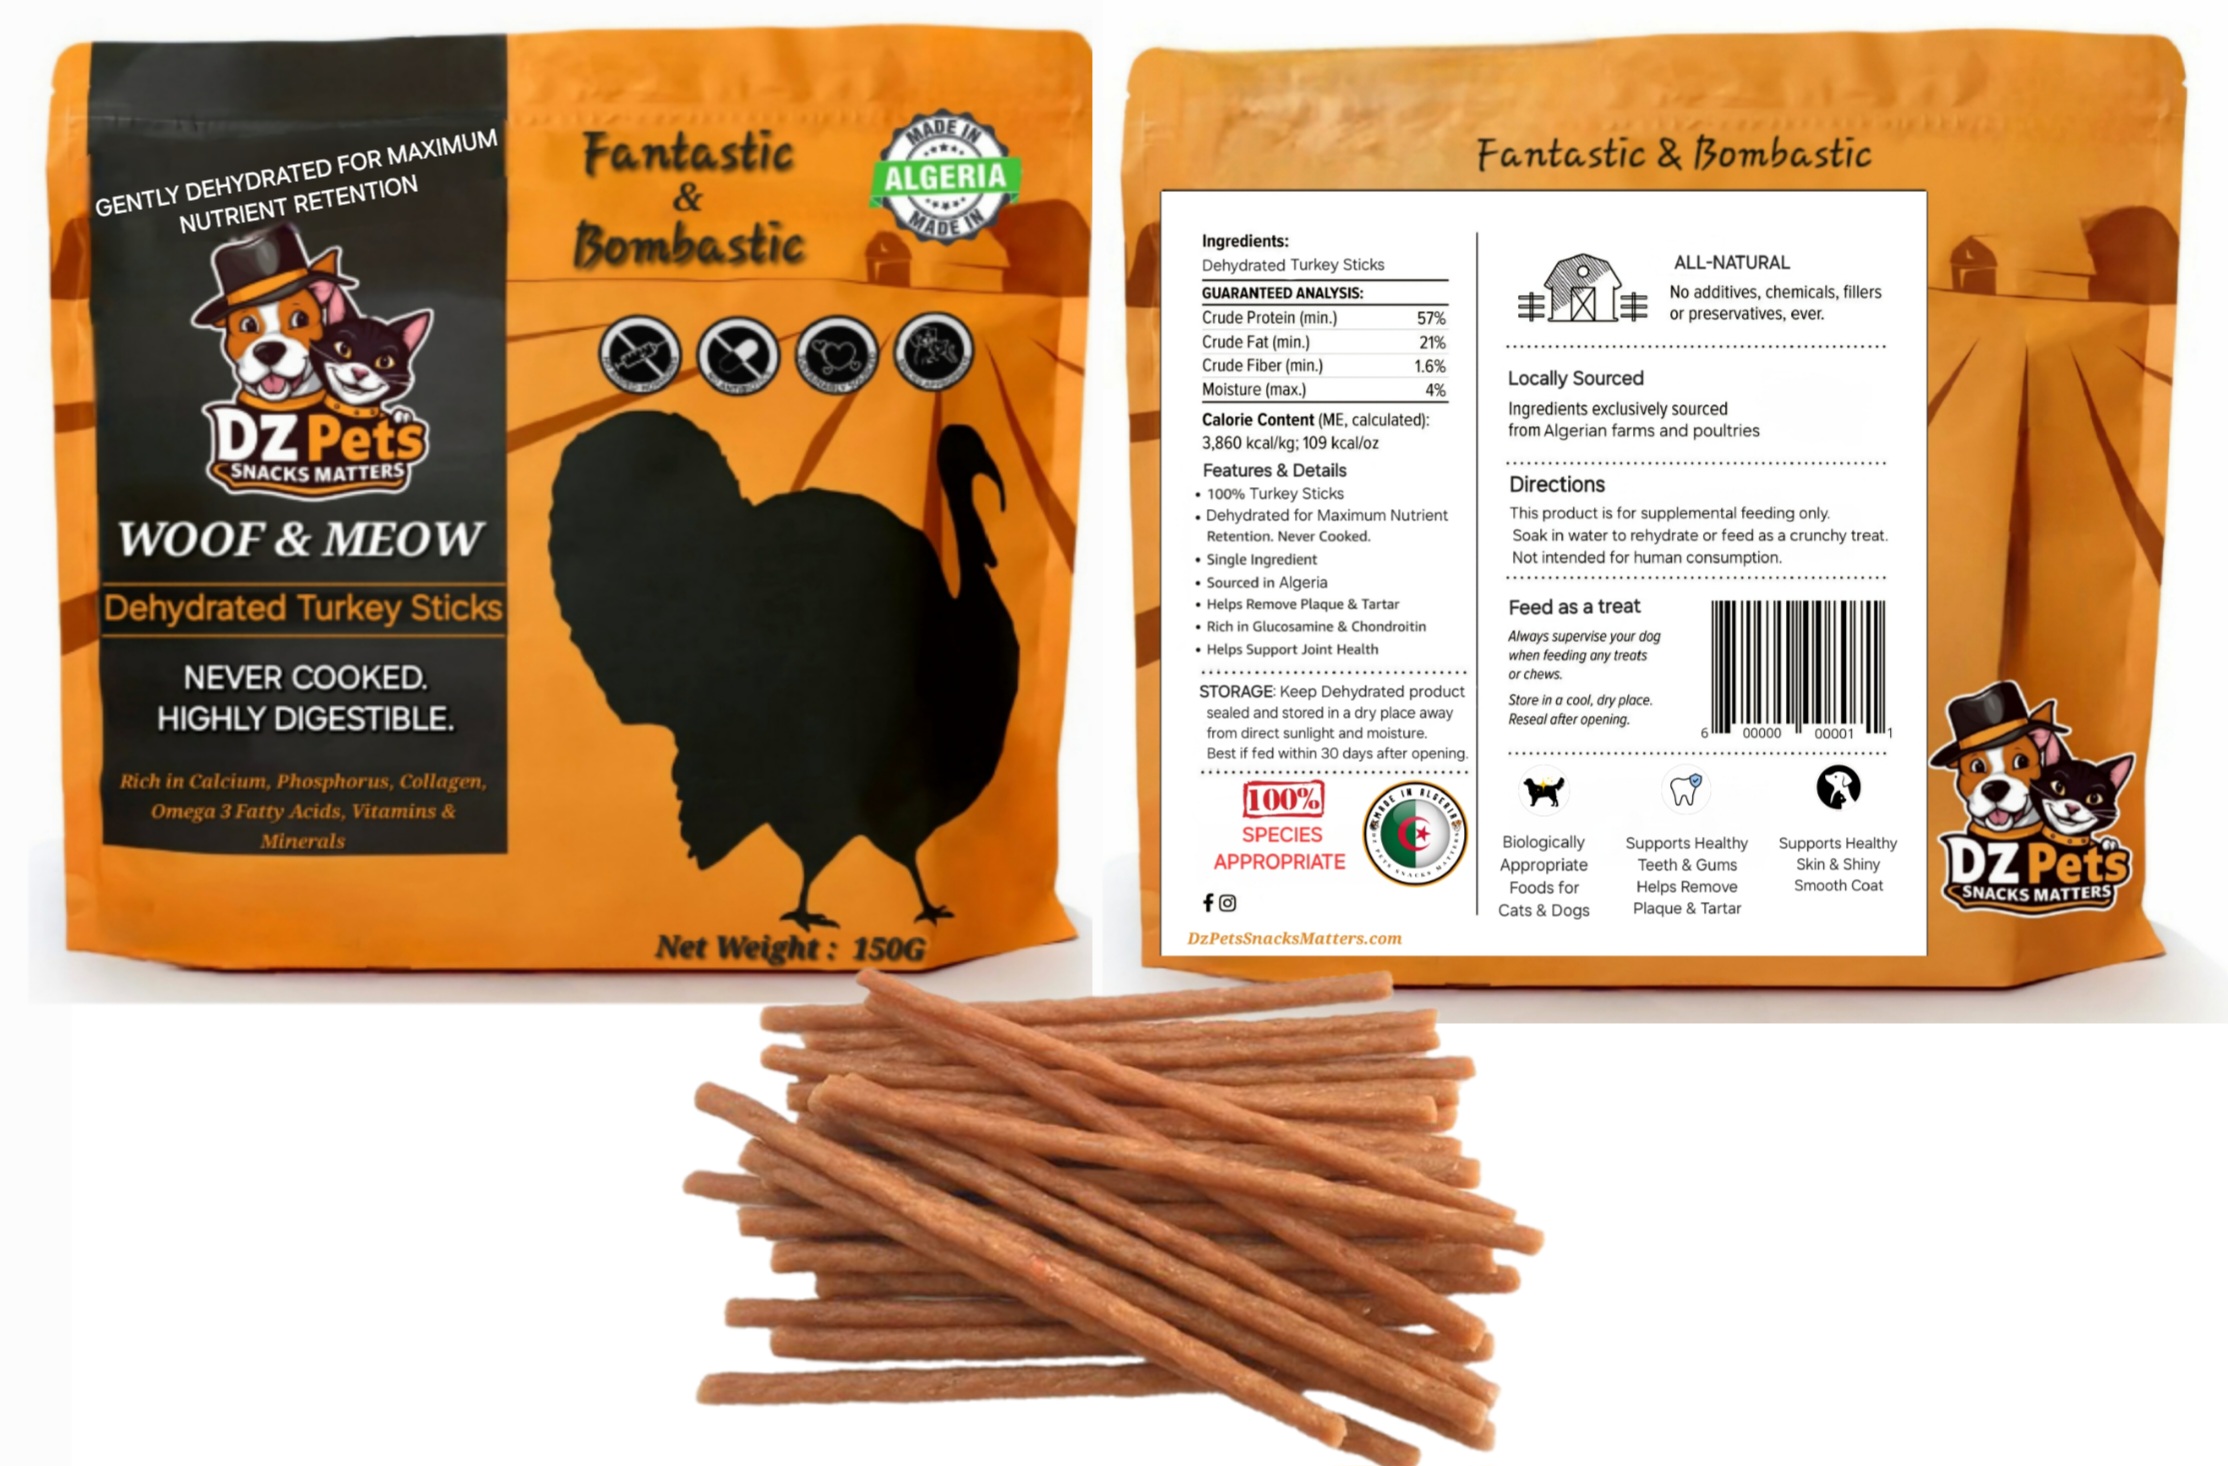 GENTLY DEHYDRATED FOR MAXIMUM
NUTRIENT RETENTION
DZ Pets
SNACKS MATTERS
WOOF & MEOW
Dehydrated Turkey Sticks
NEVER COOKED.
HIGHLY DIGESTIBLE.
Rich in Calcium, Phosphorus, Collagen,
Omega 3 Fatty Acids, Vitamins &
Minerals
Fantastic
&
Bombastic
MADE IN
ALGERIA
MADE IN
Net Weight : 150G
Fantastic & Bombastic
Ingredients:
Dehydrated Turkey Sticks
GUARANTEED ANALYSIS:
Crude Protein (min.) 57%
Crude Fat (min.) 21%
Crude Fiber (min.) 1.6%
Moisture (max.) 4%
Calorie Content (ME, calculated):
3,860 kcal/kg; 109 kcal/oz
Features & Details
• 100% Turkey Sticks
• Dehydrated for Maximum Nutrient
Retention. Never Cooked.
• Single Ingredient
• Sourced in Algeria
• Helps Remove Plaque & Tartar
• Rich in Glucosamine & Chondroitin
• Helps Support Joint Health
STORAGE: Keep Dehydrated product
sealed and stored in a dry place away
from direct sunlight and moisture.
Best if fed within 30 days after opening.
100%
SPECIES
APPROPRIATE
MADE IN ALGERIA
PETS SNACKS MATTERS
DzPetsSnacksMatters.com
ALL-NATURAL
No additives, chemicals, fillers
or preservatives, ever.
Locally Sourced
Ingredients exclusively sourced
from Algerian farms and poultries
Directions
This product is for supplemental feeding only.
Soak in water to rehydrate or feed as a crunchy treat.
Not intended for human consumption.
Feed as a treat
Always supervise your dog
when feeding any treats
or chews.
Store in a cool, dry place.
Reseal after opening.
6 00000 00001 1
Biologically
Appropriate
Foods for
Cats & Dogs
Supports Healthy
Teeth & Gums
Helps Remove
Plaque & Tartar
Supports Healthy
Skin & Shiny
Smooth Coat
DZ Pets
SNACKS MATTERS